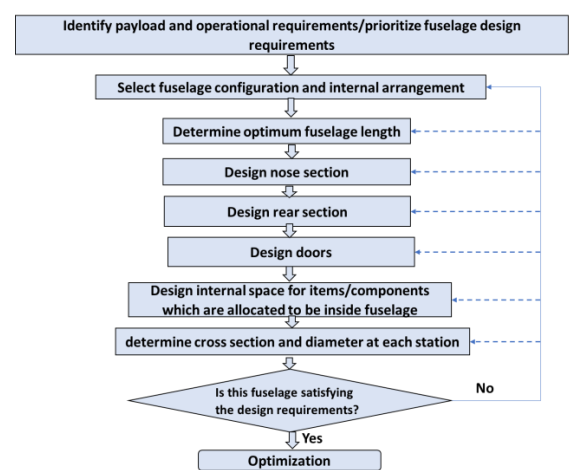 Identify payload and operational requirements/prioritize fuselage design
requirements
Select fuselage configuration and internal arrangement
Determine optimum fuselage length
Design nose section
Design rear section
Design doors
Design internal space for items/components
which are allocated to be inside fuselage
determine cross section and diameter at each station
Is this fuselage satisfying
the design requirements?
No
Yes
Optimization